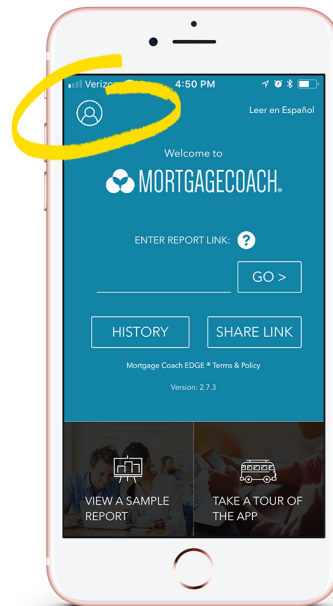 Verizon 4:50 PM
Leer en Español
Welcome to
MORTGAGECOACH®
ENTER REPORT LINK: ?
GO >
HISTORY
SHARE LINK
Mortgage Coach EDGE ® Terms & Policy
Version: 2.7.3
VIEW A SAMPLE
REPORT
TAKE A TOUR OF
THE APP